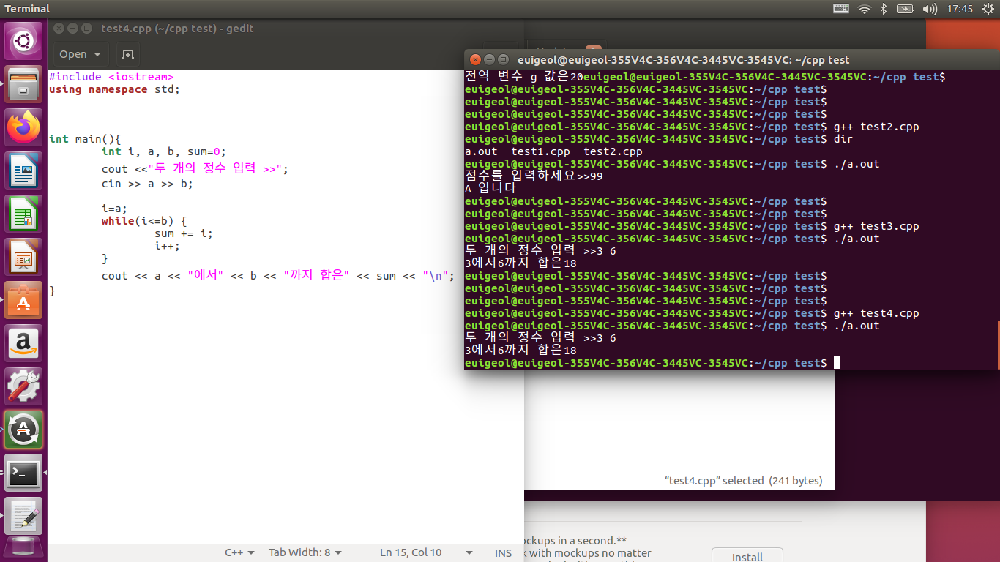 Terminal
17:45
test4.cpp (~/cpp test) - gedit
Open
#include <iostream>
using namespace std;
int main(){
int i, a, b, sum=0;
cout <<"두 개의 정수 입력 >>";
cin >> a >> b;
i=a;
while(i<=b) {
sum += i;
i++;
}
cout << a << "에서" << b << "까지 합은" << sum << "\n";
}
C++
Tab Width: 8
Ln 15, Col 10
INS
euigeol@euigeol-355V4C-356V4C-3445VC-3545VC: ~/cpp test
전역 변수 g 값은20euigeol@euigeol-355V4C-356V4C-3445VC-3545VC:~/cpp test$
euigeol@euigeol-355V4C-356V4C-3445VC-3545VC:~/cpp test$
euigeol@euigeol-355V4C-356V4C-3445VC-3545VC:~/cpp test$
euigeol@euigeol-355V4C-356V4C-3445VC-3545VC:~/cpp test$
euigeol@euigeol-355V4C-356V4C-3445VC-3545VC:~/cpp test$ g++ test2.cpp
euigeol@euigeol-355V4C-356V4C-3445VC-3545VC:~/cpp test$ dir
a.out test1.cpp test2.cpp
euigeol@euigeol-355V4C-356V4C-3445VC-3545VC:~/cpp test$ ./a.out
점수를 입력하세요>>99
A 입니다
euigeol@euigeol-355V4C-356V4C-3445VC-3545VC:~/cpp test$
euigeol@euigeol-355V4C-356V4C-3445VC-3545VC:~/cpp test$
euigeol@euigeol-355V4C-356V4C-3445VC-3545VC:~/cpp test$ g++ test3.cpp
euigeol@euigeol-355V4C-356V4C-3445VC-3545VC:~/cpp test$ ./a.out
두 개의 정수 입력 >>3 6
3에서6까지 합은18
euigeol@euigeol-355V4C-356V4C-3445VC-3545VC:~/cpp test$
euigeol@euigeol-355V4C-356V4C-3445VC-3545VC:~/cpp test$
euigeol@euigeol-355V4C-356V4C-3445VC-3545VC:~/cpp test$
euigeol@euigeol-355V4C-356V4C-3445VC-3545VC:~/cpp test$ g++ test4.cpp
euigeol@euigeol-355V4C-356V4C-3445VC-3545VC:~/cpp test$ ./a.out
두 개의 정수 입력 >>3 6
3에서6까지 합은18
euigeol@euigeol-355V4C-356V4C-3445VC-3545VC:~/cpp test$
“test4.cpp” selected (241 bytes)
ockups in a second.**
k with mockups no matter
Install